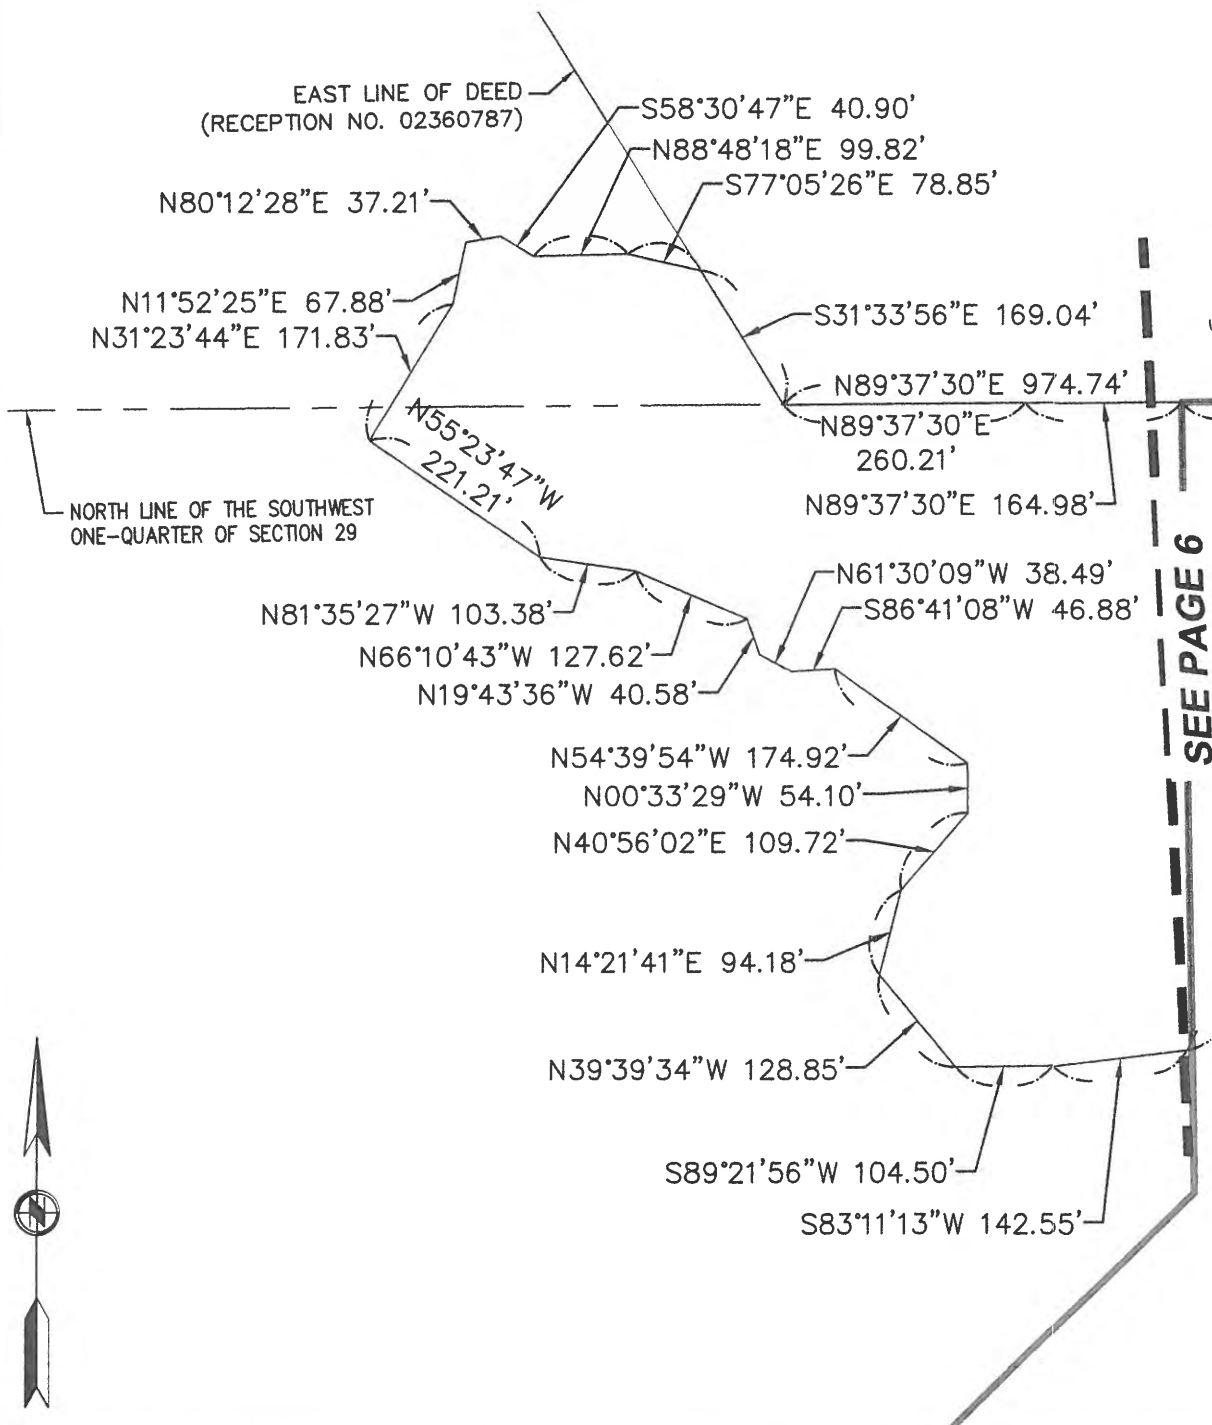 EAST LINE OF DEED
(RECEPTION NO. 02360787)
S58°30'47"E 40.90'
N88°48'18"E 99.82'
S77°05'26"E 78.85'
N80°12'28"E 37.21'
N11°52'25"E 67.88'
N31°23'44"E 171.83'
S31°33'56"E 169.04'
N89°37'30"E 974.74'
N89°37'30"E
260.21'
N89°37'30"E 164.98'
N55°23'47"W
221.21'
NORTH LINE OF THE SOUTHWEST
ONE-QUARTER OF SECTION 29
N61°30'09"W 38.49'
S86°41'08"W 46.88'
N81°35'27"W 103.38'
N66°10'43"W 127.62'
N19°43'36"W 40.58'
SEE PAGE 6
N54°39'54"W 174.92'
N00°33'29"W 54.10'
N40°56'02"E 109.72'
N14°21'41"E 94.18'
N39°39'34"W 128.85'
S89°21'56"W 104.50'
S83°11'13"W 142.55'
N